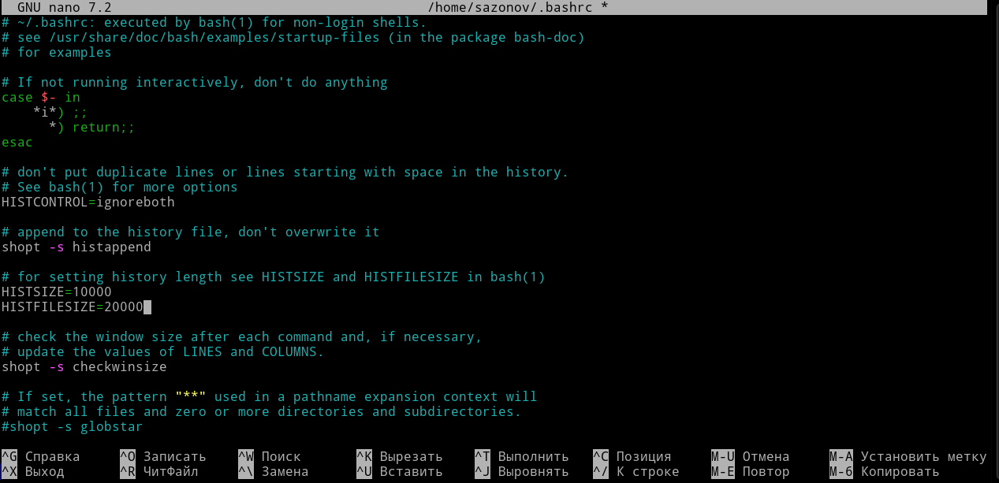 GNU nano 7.2 /home/sazonov/.bashrc *
# ~/.bashrc: executed by bash(1) for non-login shells.
# see /usr/share/doc/bash/examples/startup-files (in the package bash-doc)
# for examples

# If not running interactively, don't do anything
case $- in
    *i*) ;;
      *) return;;
esac

# don't put duplicate lines or lines starting with space in the history.
# See bash(1) for more options
HISTCONTROL=ignoreboth

# append to the history file, don't overwrite it
shopt -s histappend

# for setting history length see HISTSIZE and HISTFILESIZE in bash(1)
HISTSIZE=10000
HISTFILESIZE=20000

# check the window size after each command and, if necessary,
# update the values of LINES and COLUMNS.
shopt -s checkwinsize

# If set, the pattern "**" used in a pathname expansion context will
# match all files and zero or more directories and subdirectories.
#shopt -s globstar

^G Справка ^O Записать ^W Поиск ^K Вырезать ^T Выполнить ^C Позиция M-U Отмена M-A Установить метку
^X Выход ^R ЧитФайл ^\ Замена ^U Вставить ^J Выровнять ^/ К строке M-E Повтор M-6 Копировать